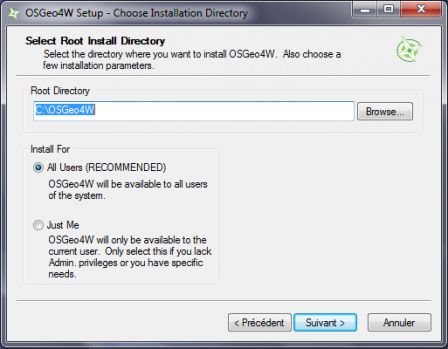 OSGeo4W Setup - Choose Installation Directory
Select Root Install Directory
Select the directory where you want to install OSGeo4W. Also choose a
few installation parameters.
Root Directory
C:\OSGeo4W
Browse...
Install For
All Users (RECOMMENDED)
OSGeo4W will be available to all users
of the system.
Just Me
OSGeo4W will only be available to the
current user. Only select this if you lack
Admin. privileges or you have specific
needs.
< Précédent
Suivant >
Annuler